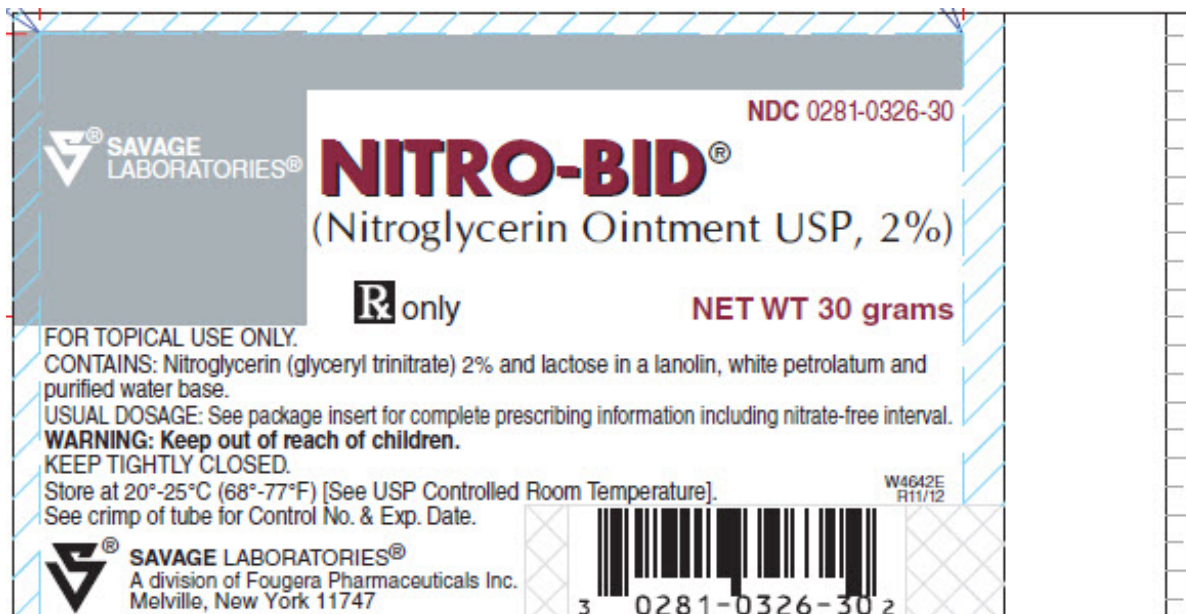 NDC 0281-0326-30
SAVAGE
LABORATORIES®
NITRO-BID®
(Nitroglycerin Ointment USP, 2%)
Rx only
NET WT 30 grams
FOR TOPICAL USE ONLY.
CONTAINS: Nitroglycerin (glyceryl trinitrate) 2% and lactose in a lanolin, white petrolatum and
purified water base.
USUAL DOSAGE: See package insert for complete prescribing information including nitrate-free interval.
WARNING: Keep out of reach of children.
KEEP TIGHTLY CLOSED.
Store at 20°-25°C (68°-77°F) [See USP Controlled Room Temperature].
See crimp of tube for Control No. & Exp. Date.
W4642E
R11/12
SAVAGE LABORATORIES®
A division of Fougera Pharmaceuticals Inc.
Melville, New York 11747
3 0281-0326-30 2